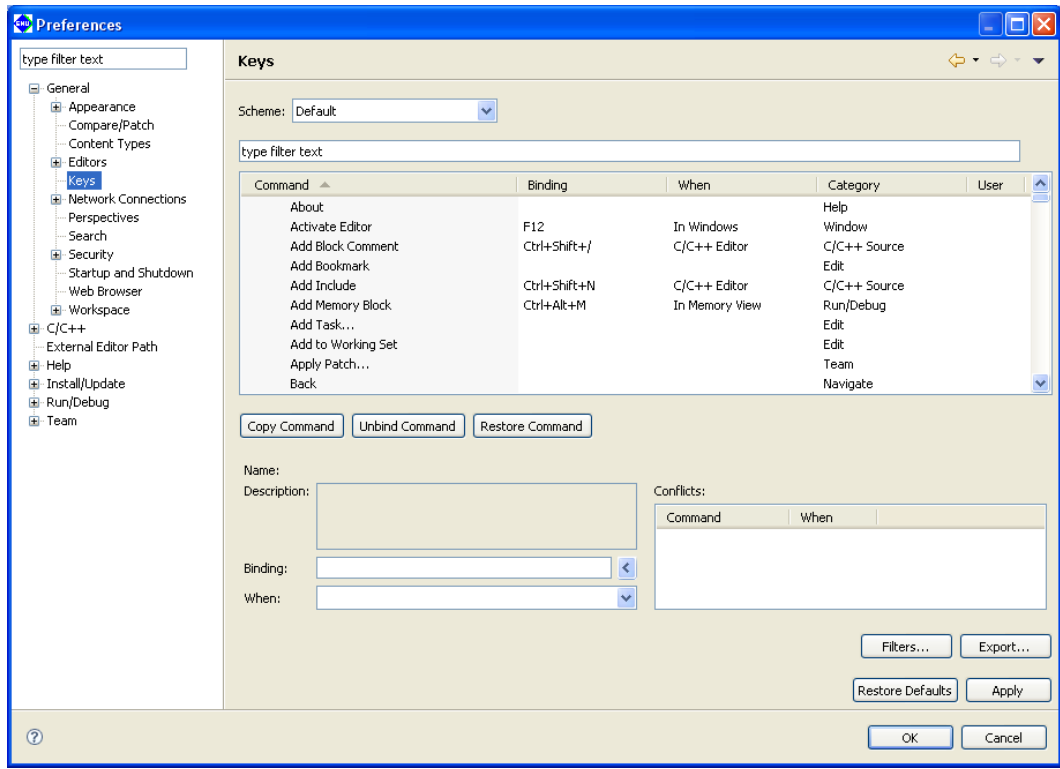 Preferences
type filter text
General
Appearance
Compare/Patch
Content Types
Editors
Keys
Network Connections
Perspectives
Search
Security
Startup and Shutdown
Web Browser
Workspace
C/C++
External Editor Path
Help
Install/Update
Run/Debug
Team
Keys
Scheme: Default
type filter text
Command Binding When Category User
About Help
Activate Editor F12 In Windows Window
Add Block Comment Ctrl+Shift+/ C/C++ Editor C/C++ Source
Add Bookmark Edit
Add Include Ctrl+Shift+N C/C++ Editor C/C++ Source
Add Memory Block Ctrl+Alt+M In Memory View Run/Debug
Add Task... Edit
Add to Working Set Edit
Apply Patch... Team
Back Navigate
Copy Command Unbind Command Restore Command
Name:
Description:
Binding:
When:
Conflicts:
Command When
Filters... Export...
Restore Defaults Apply
OK Cancel